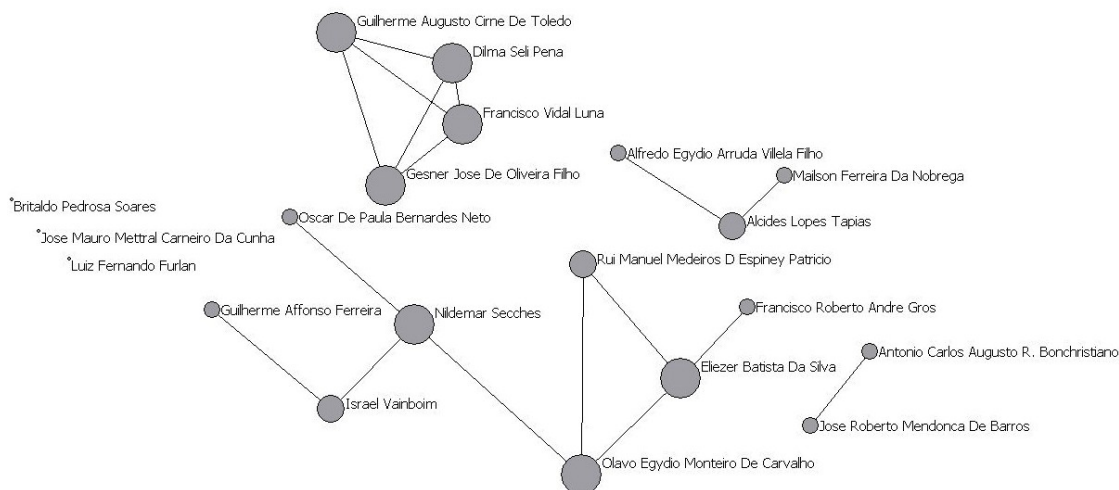 Guilherme Augusto Cirne De Toledo
Dilma Seli Pena
Francisco Vidal Luna
Alfredo Egydio Arruda Villela Filho
Gesner Jose De Oliveira Filho
Mailson Ferreira Da Nobrega
Britaldo Pedrosa Soares
Oscar De Paula Bernardes Neto
Alcides Lopes Tapias
Jose Mauro Mettral Carneiro Da Cunha
Rui Manuel Medeiros D Espiney Patricio
Luiz Fernando Furlan
Guilherme Affonso Ferreira
Nildemar Secches
Francisco Roberto Andre Gros
Antonio Carlos Augusto R. Bonchristiano
Eliezer Batista Da Silva
Israel Vainboim
Jose Roberto Mendonca De Barros
Olavo Egydio Monteiro De Carvalho